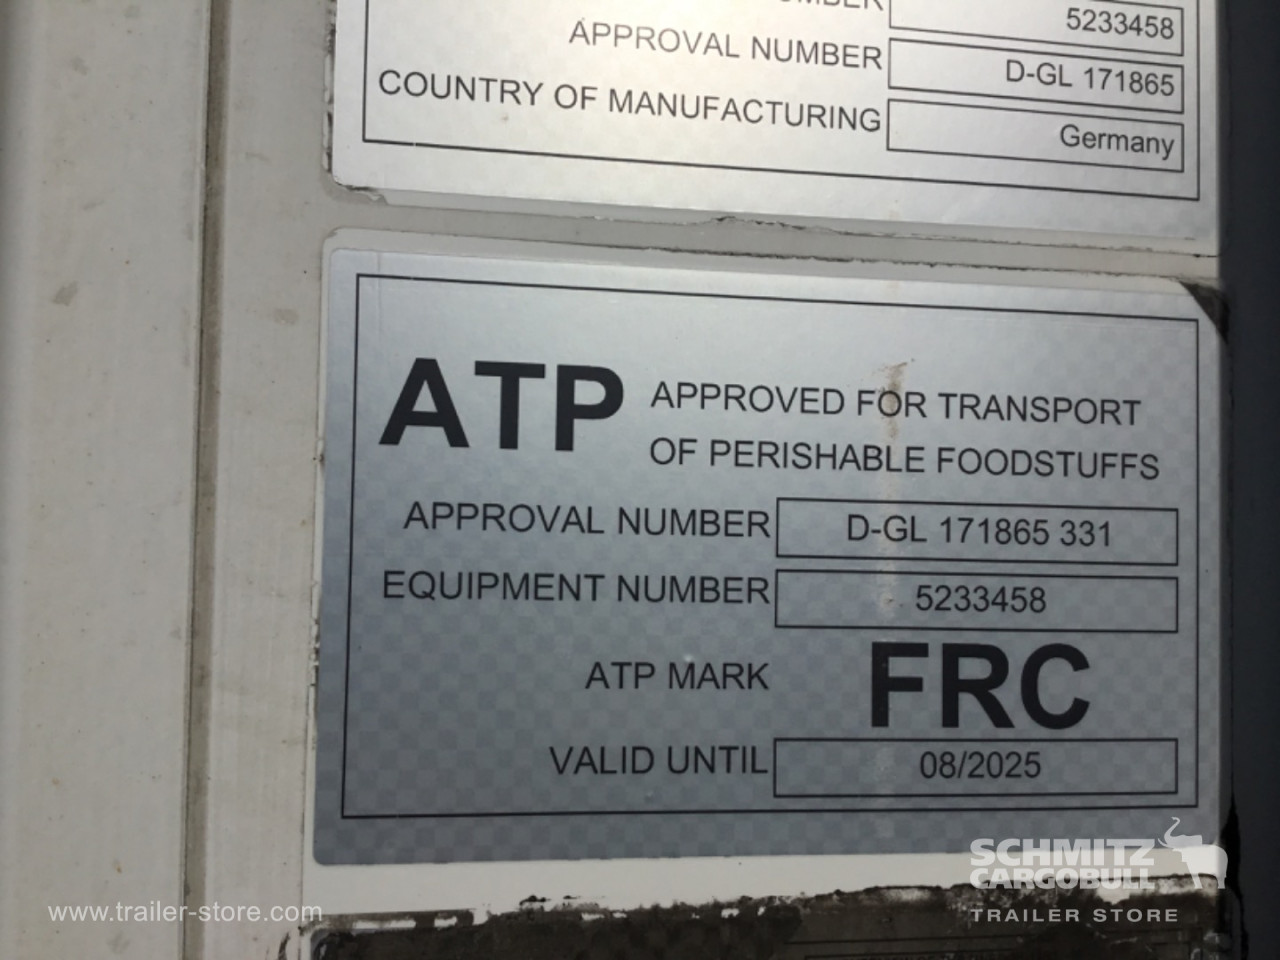 5233458
APPROVAL NUMBER D-GL 171865
COUNTRY OF MANUFACTURING Germany
ATP APPROVED FOR TRANSPORT
OF PERISHABLE FOODSTUFFS
APPROVAL NUMBER D-GL 171865 331
EQUIPMENT NUMBER 5233458
ATP MARK FRC
VALID UNTIL 08/2025
SCHMITZ
CARGOBULL
TRAILER STORE
www.trailer-store.com